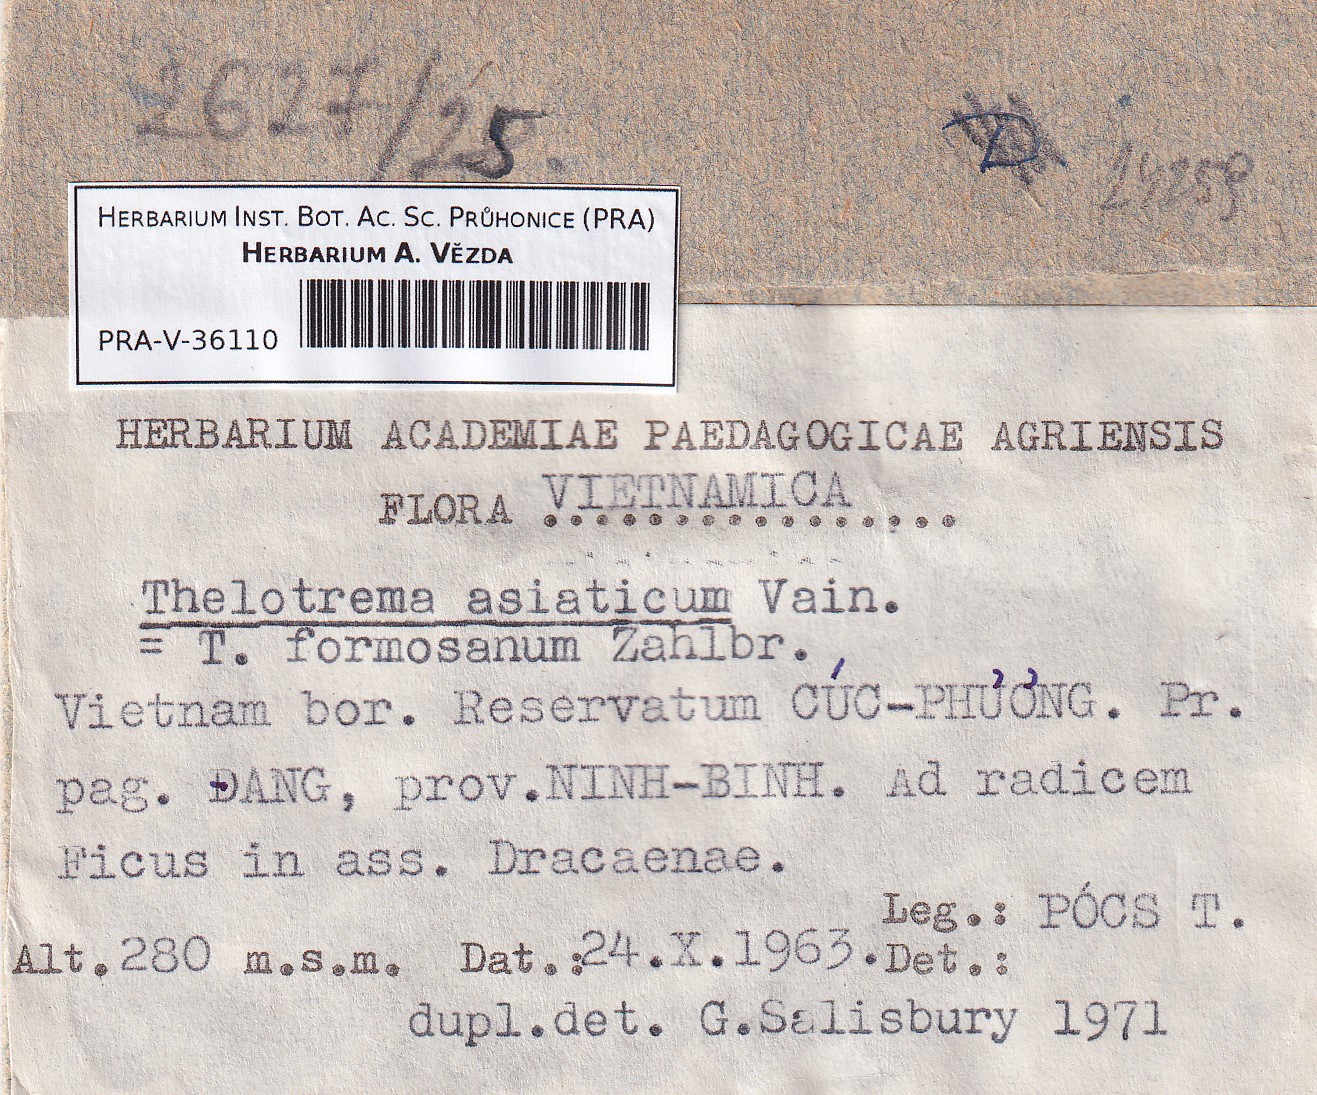 2627/25.
D 14259
HERBARIUM INST. BOT. AC. SC. PRŮHONICE (PRA)
HERBARIUM A. VĚZDA
PRA-V-36110
HERBARIUM ACADEMIAE PAEDAGOGICAE AGRIENSIS
FLORA VIETNAMICA
Thelotrema asiaticum Vain.
= T. formosanum Zahlbr.
Vietnam bor. Reservatum CÚC-PHƯƠNG. Pr.
pag. ĐANG, prov.NINH-BINH. Ad radicem
Ficus in ass. Dracaenae.
Leg.: PÓCS T.
Alt.280 m.s.m. Dat.:24.X.1963.Det.:
dupl.det. G.Salisbury 1971